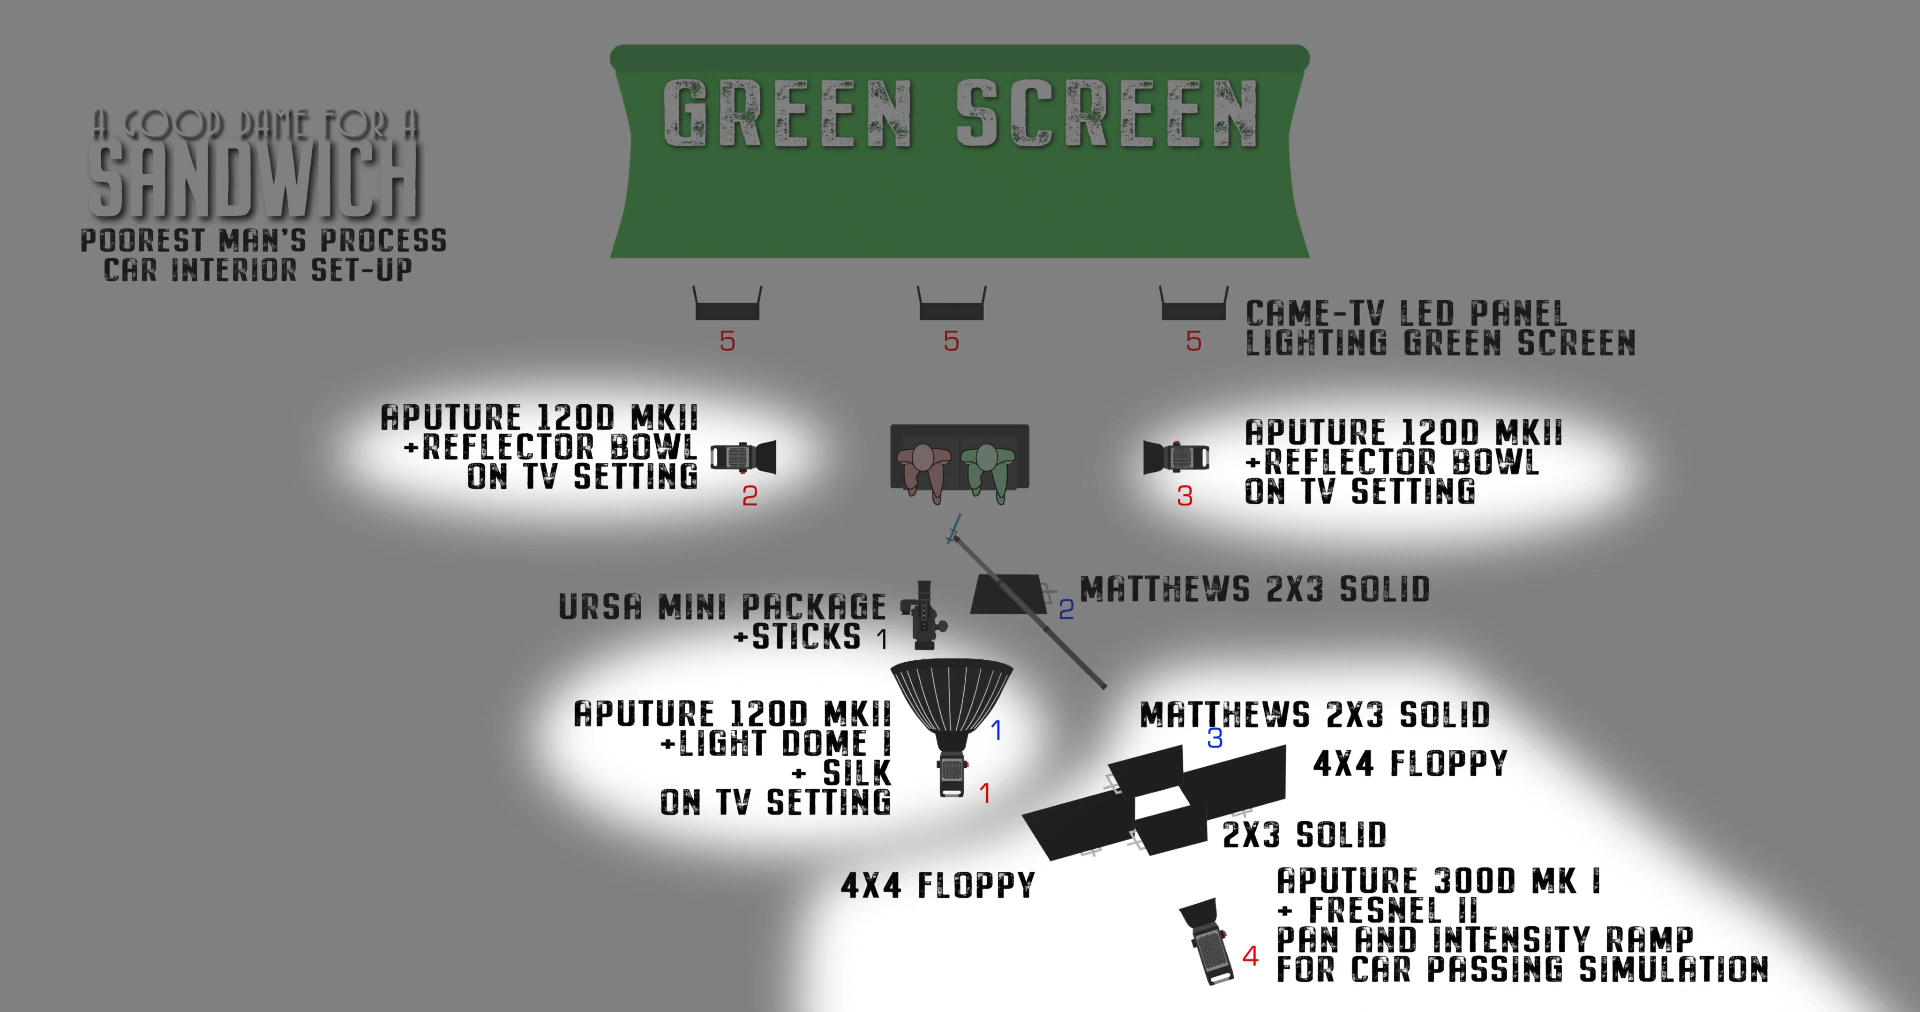 GREEN SCREEN
A GOOD DAME FOR A
SANDWICH
POOREST MAN'S PROCESS
CAR INTERIOR SET-UP
5
5
5
CAME-TV LED PANEL
LIGHTING GREEN SCREEN
APUTURE 120D MKII
+REFLECTOR BOWL
ON TV SETTING
2
APUTURE 120D MKII
+REFLECTOR BOWL
ON TV SETTING
3
URSA MINI PACKAGE
+STICKS 1
MATTHEWS 2X3 SOLID
2
APUTURE 120D MKII
+LIGHT DOME I
+ SILK
ON TV SETTING
1
1
MATTHEWS 2X3 SOLID
3
4X4 FLOPPY
2X3 SOLID
4X4 FLOPPY
APUTURE 300D MK I
+ FRESNEL II
PAN AND INTENSITY RAMP
FOR CAR PASSING SIMULATION
4